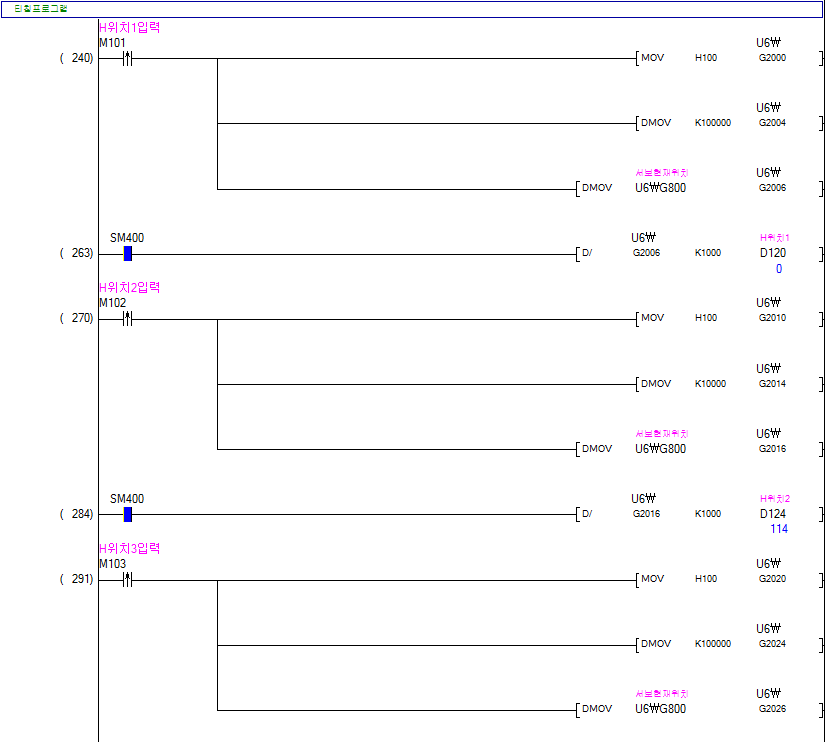 티칭프로그램
H위치1입력
M101 U6₩
( 240) MOV H100 G2000
U6₩
DMOV K100000 G2004
서보현재위치 U6₩
DMOV U6₩G800 G2006
SM400 U6₩ H위치1
( 263) D/ G2006 K1000 D120
0
H위치2입력
M102 U6₩
( 270) MOV H100 G2010
U6₩
DMOV K10000 G2014
서보현재위치 U6₩
DMOV U6₩G800 G2016
SM400 U6₩ H위치2
( 284) D/ G2016 K1000 D124
114
H위치3입력
M103 U6₩
( 291) MOV H100 G2020
U6₩
DMOV K100000 G2024
서보현재위치 U6₩
DMOV U6₩G800 G2026